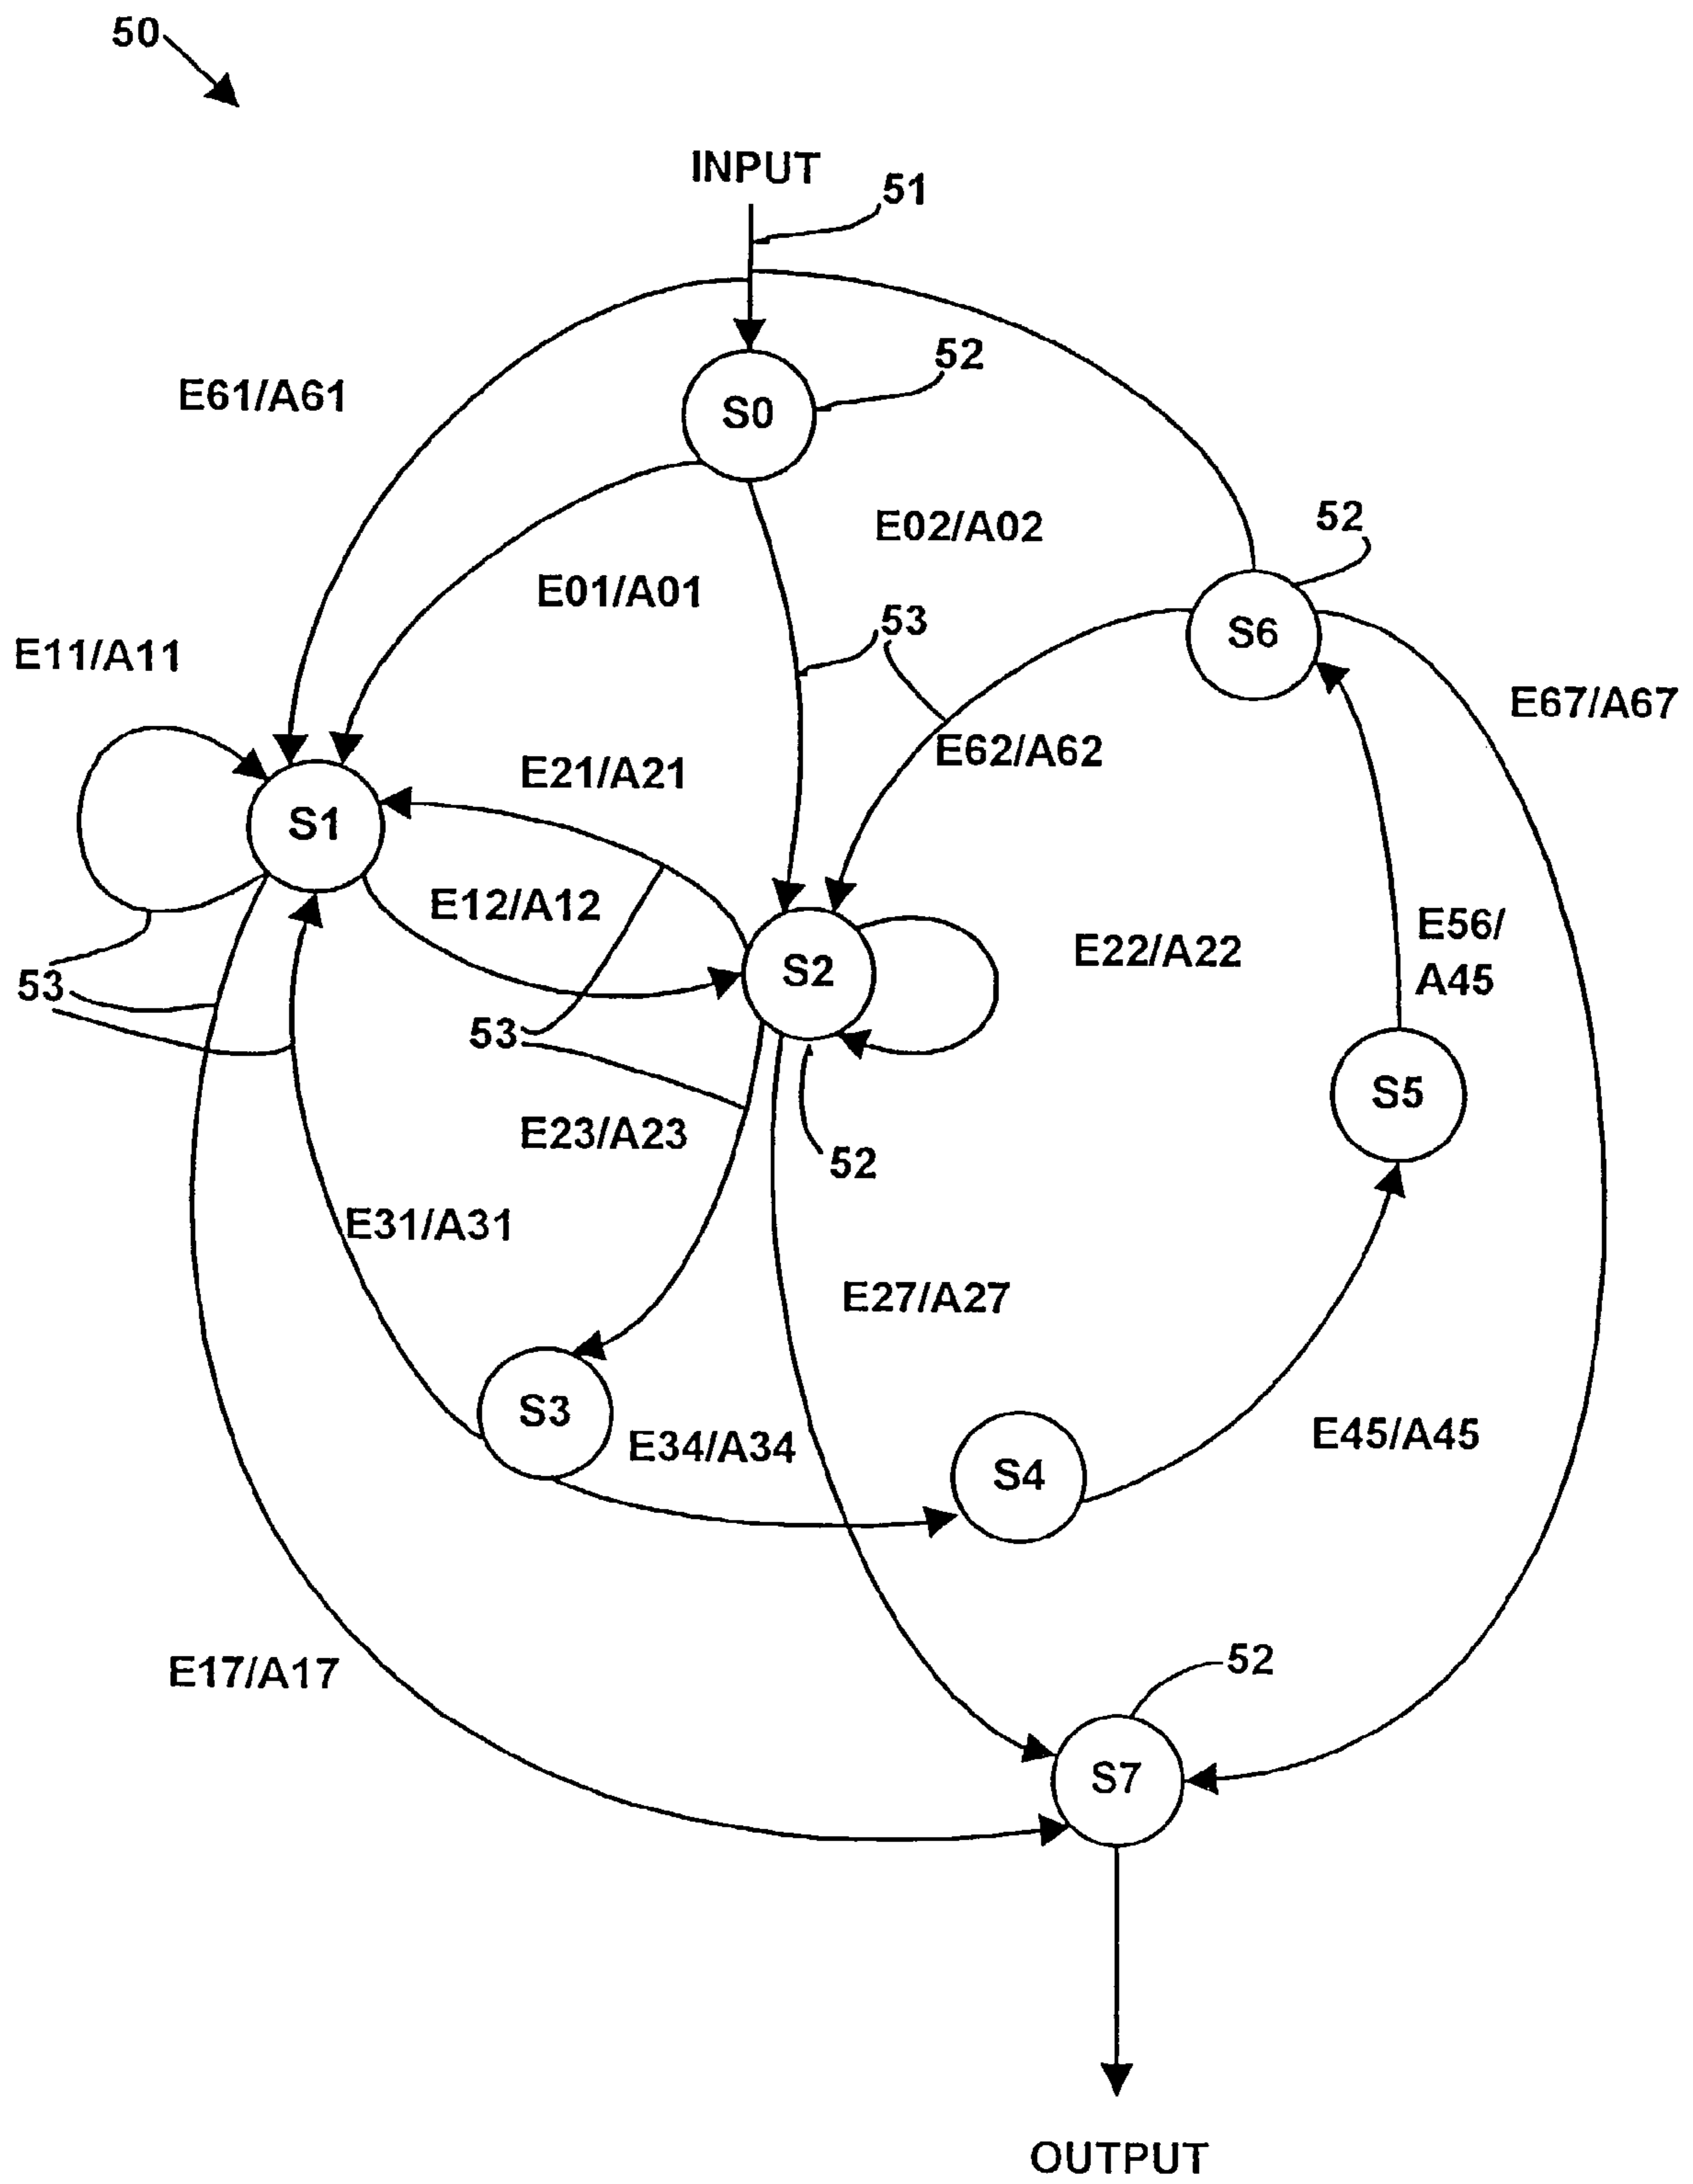 50
INPUT
51
52
S0
E61/A61
E02/A02
52
E01/A01
53
S6
E11/A11
E67/A67
E21/A21
E62/A62
S1
E12/A12
E22/A22
E56/
A45
S2
53
53
S5
E23/A23
52
E31/A31
E27/A27
S3
E34/A34
E45/A45
S4
E17/A17
52
S7
OUTPUT